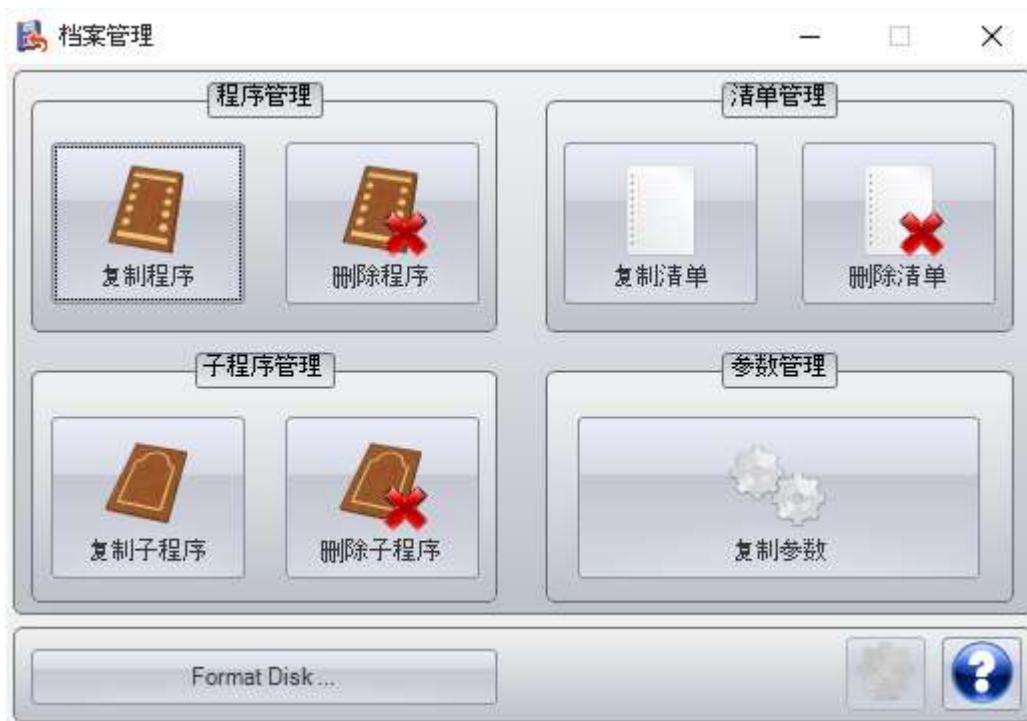 档案管理
程序管理
复制程序
删除程序
清单管理
复制清单
删除清单
子程序管理
复制子程序
删除子程序
参数管理
复制参数
Format Disk ...
?